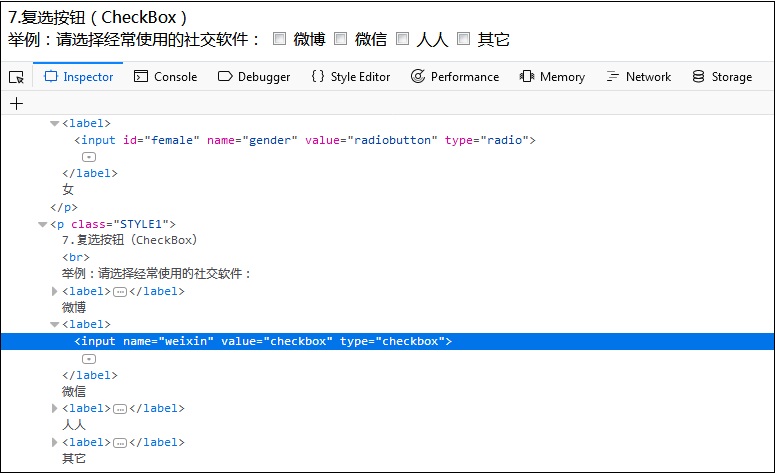 7.复选按钮（CheckBox）
举例：请选择经常使用的社交软件： 微博 微信 人人 其它
Inspector Console Debugger { } Style Editor Performance Memory Network Storage
+
<label>
<input id="female" name="gender" value="radiobutton" type="radio">
</label>
女
</p>
<p class="STYLE1">
7.复选按钮（CheckBox）
<br>
举例：请选择经常使用的社交软件：
<label>…</label>
微博
<label>
<input name="weixin" value="checkbox" type="checkbox">
</label>
微信
<label>…</label>
人人
<label>…</label>
其它